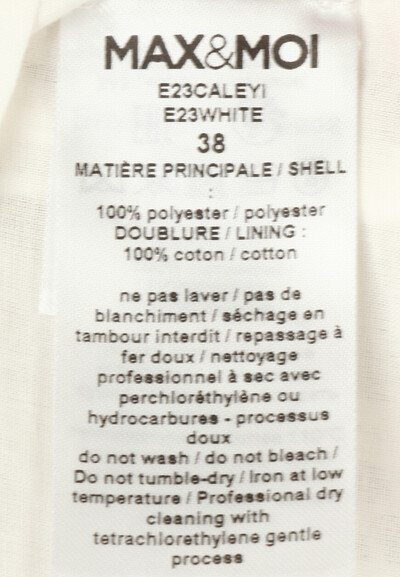 MAX&MOI
E23CALEYI
E23WHITE
38
MATIÈRE PRINCIPALE / SHELL
:
100% polyester / polyester
DOUBLURE / LINING :
100% coton / cotton
ne pas laver / pas de
blanchiment / séchage en
tambour interdit / repassage à
fer doux / nettoyage
professionnel à sec avec
perchloréthylène ou
hydrocarbures - processus
doux
do not wash / do not bleach /
Do not tumble-dry / Iron at low
temperature / Professional dry
cleaning with
tetrachlorethylene gentle
process